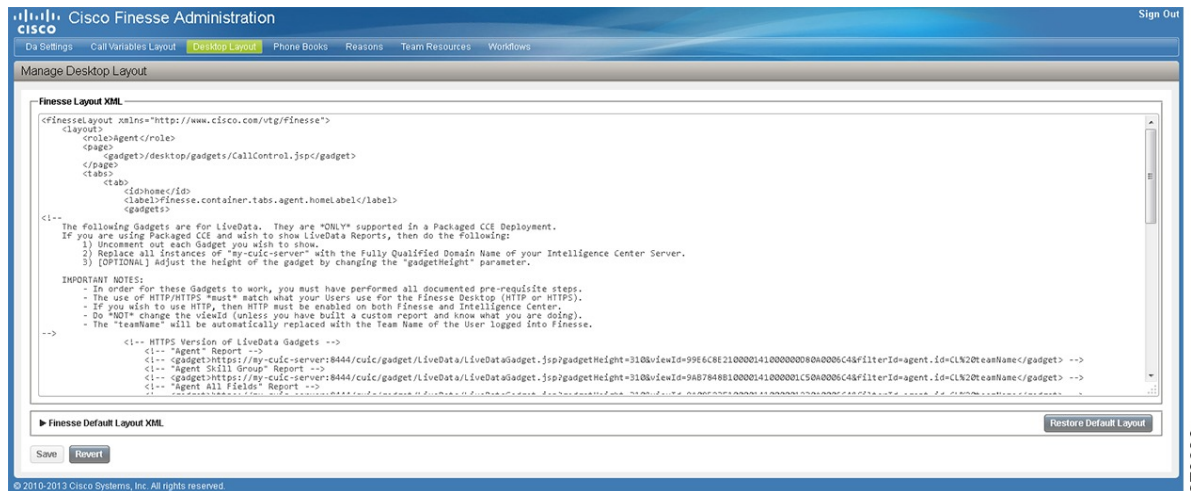 Cisco Finesse Administration
CISCO
Sign Out
Da Settings Call Variables Layout Desktop Layout Phone Books Reasons Team Resources Workflows
Manage Desktop Layout
Finesse Layout XML
<finesseLayout xmlns="http://www.cisco.com/vtg/finesse">
<layout>
<role>Agent</role>
<page>
<gadget>/desktop/gadgets/CallControl.jsp</gadget>
</page>
<tabs>
<tab>
<id>home</id>
<label>finesse.container.tabs.agent.homeLabel</label>
<gadgets>
<!--
The following Gadgets are for LiveData. They are *ONLY* supported in a Packaged CCE Deployment.
If you are using Packaged CCE and wish to show LiveData Reports, then do the following:
1) Uncomment out each Gadget you wish to show.
2) Replace all instances of "my-cuic-server" with the Fully Qualified Domain Name of your Intelligence Center Server.
3) [OPTIONAL] Adjust the height of the gadget by changing the "gadgetHeight" parameter.
IMPORTANT NOTES:
- In order for these Gadgets to work, you must have performed all documented pre-requisite steps.
- The use of HTTP/HTTPS *must* match what your Users use for the Finesse Desktop (HTTP or HTTPS).
- If you wish to use HTTP, then HTTP must be enabled on both Finesse and Intelligence Center.
- Do *NOT* change the viewId (unless you have built a custom report and know what you are doing).
- The "teamName" will be automatically replaced with the Team Name of the User logged into Finesse.
-->
<!-- HTTPS Version of LiveData Gadgets -->
<!-- "Agent" Report -->
<!-- <gadget>https://my-cuic-server:8444/cuic/gadget/LiveData/LiveDataGadget.jsp?gadgetHeight=310&viewId=99E6C8E210000141000000D80A0006C4&filterId=agent.id=CL%20teamName</gadget> -->
<!-- "Agent Skill Group" Report -->
<!-- <gadget>https://my-cuic-server:8444/cuic/gadget/LiveData/LiveDataGadget.jsp?gadgetHeight=310&viewId=9AB7848B10000141000001C50A0006C4&filterId=agent.id=CL%20teamName</gadget> -->
<!-- "Agent All Fields" Report -->
Finesse Default Layout XML
Restore Default Layout
Save Revert
© 2010-2013 Cisco Systems, Inc. All rights reserved.